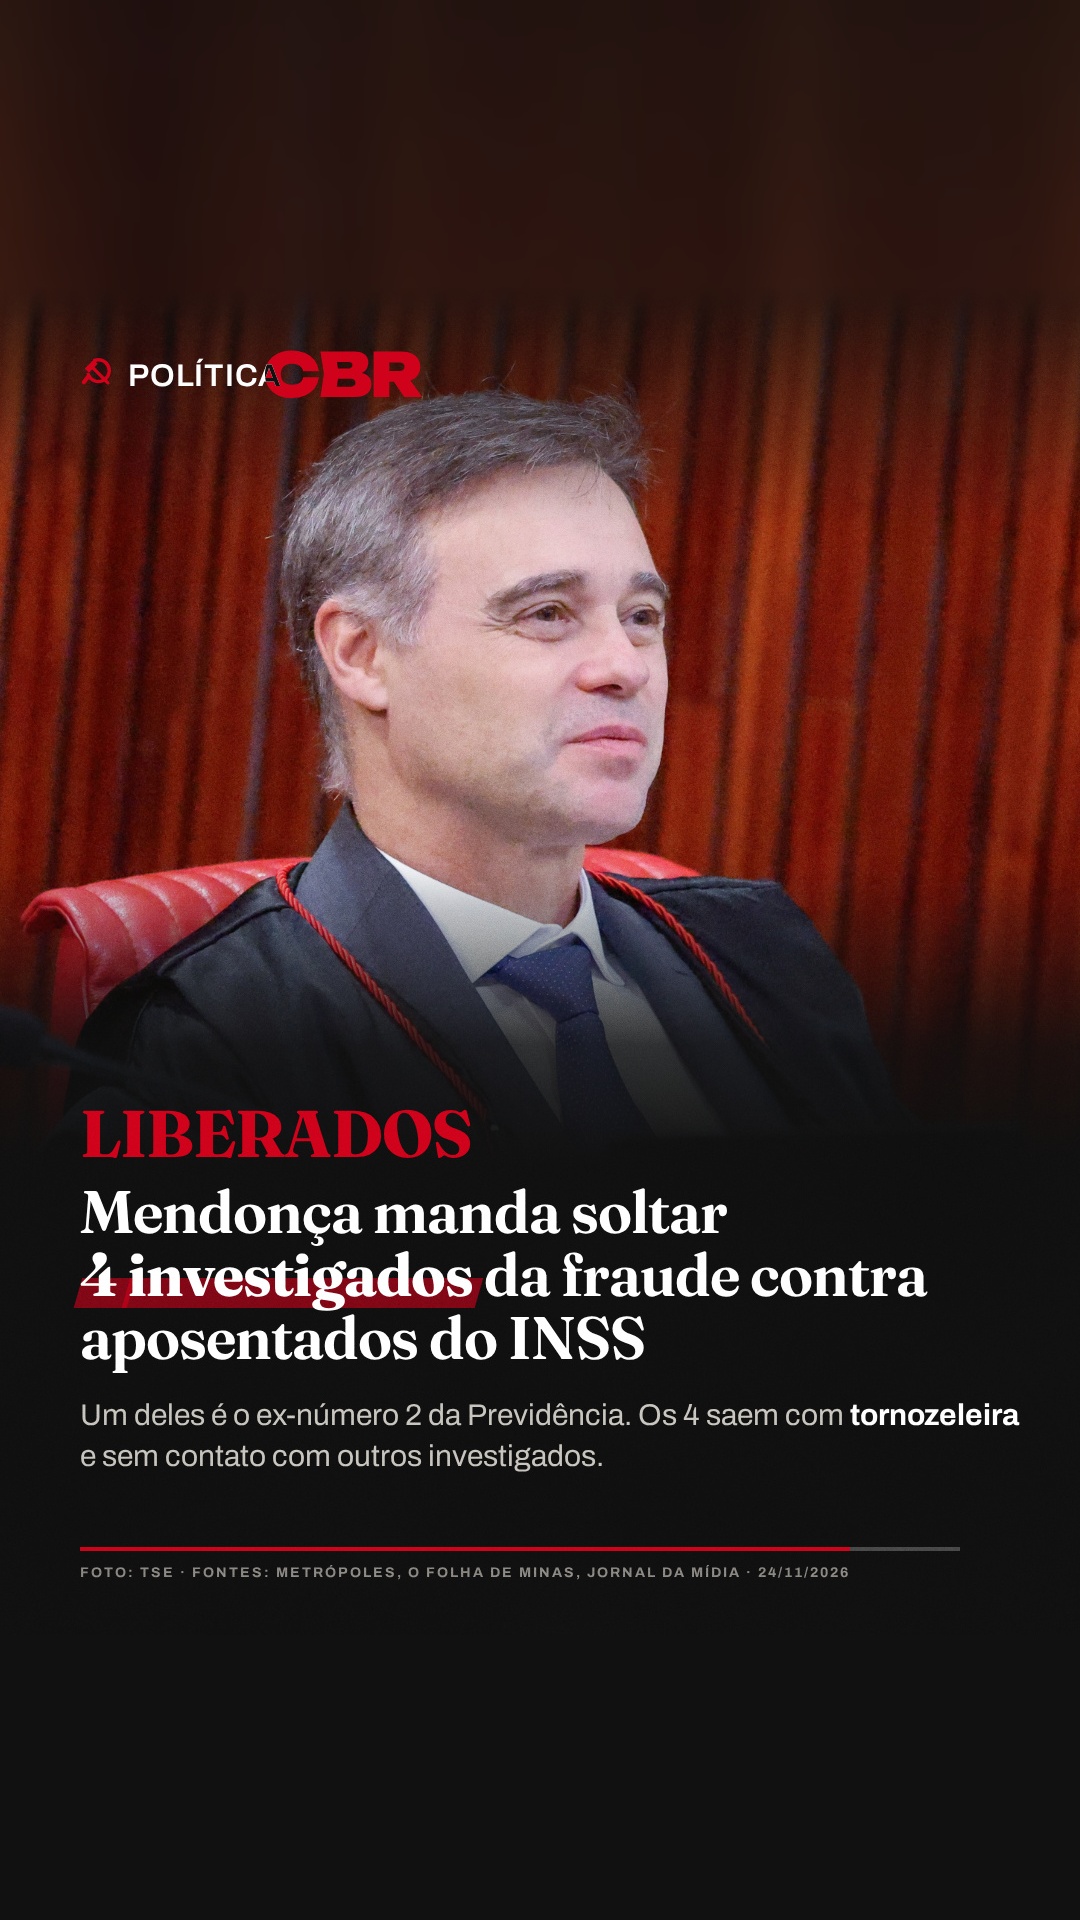 POLÍTICA CBR
LIBERADOS
Mendonça manda soltar
4 investigados da fraude contra
aposentados do INSS
Um deles é o ex-número 2 da Previdência. Os 4 saem com tornozeleira
e sem contato com outros investigados.
FOTO: TSE · FONTES: METRÓPOLES, O FOLHA DE MINAS, JORNAL DA MÍDIA · 24/11/2026